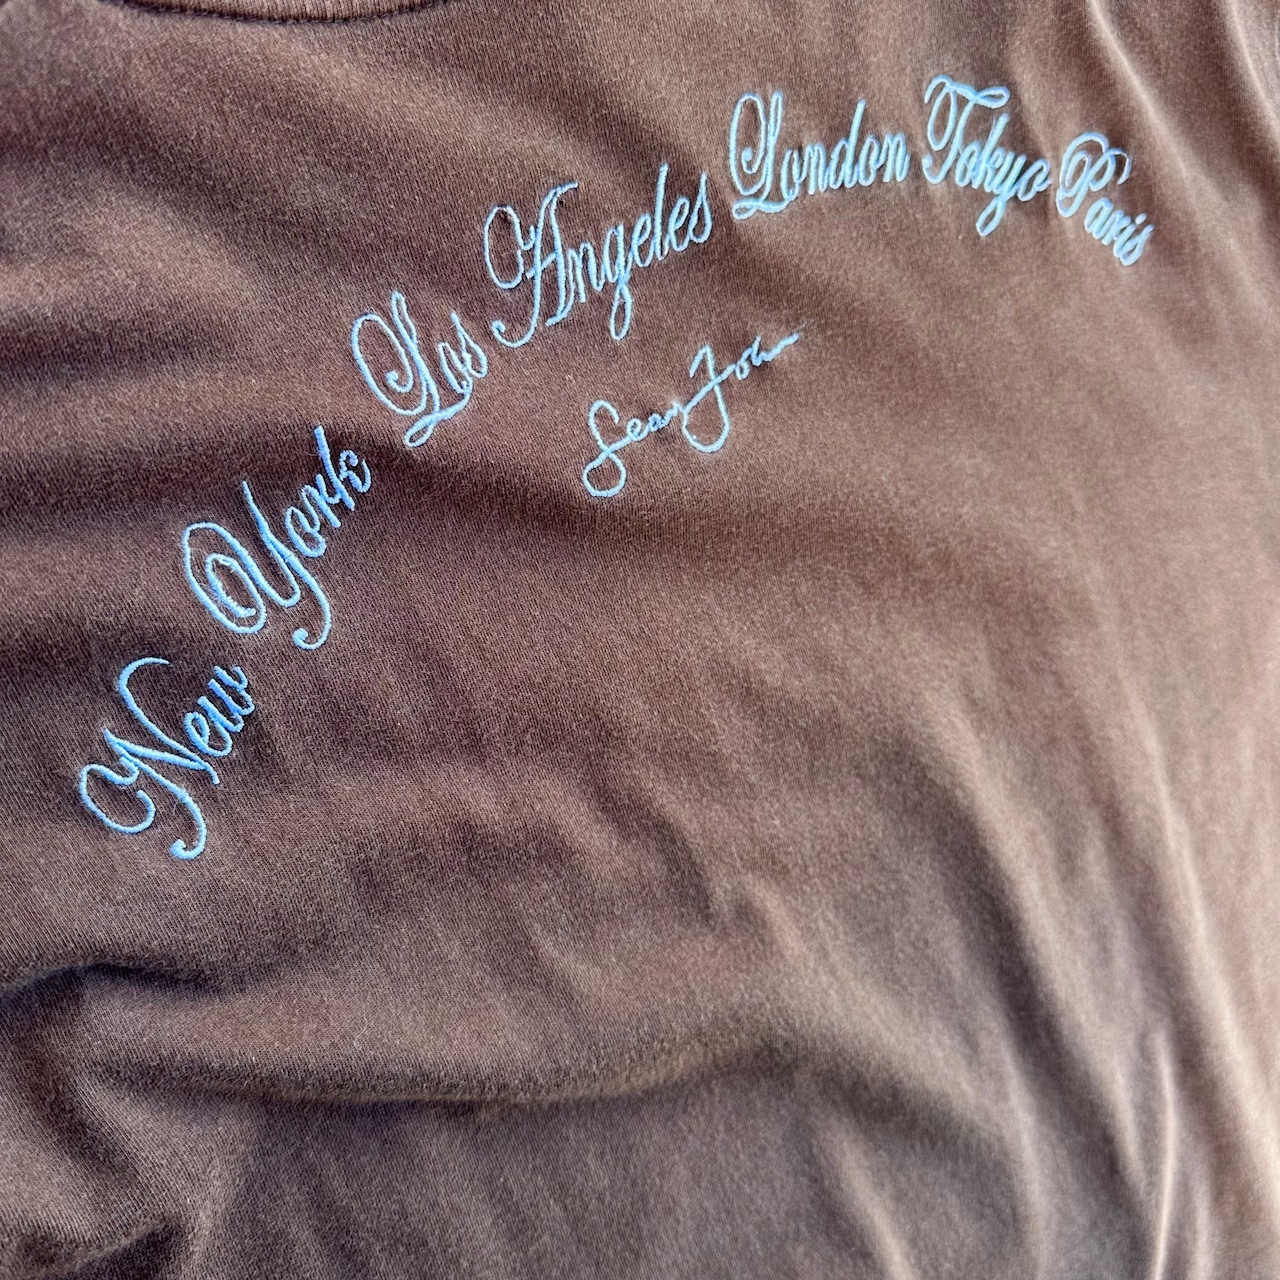 New York Los Angeles London Tokyo Paris
Sean John